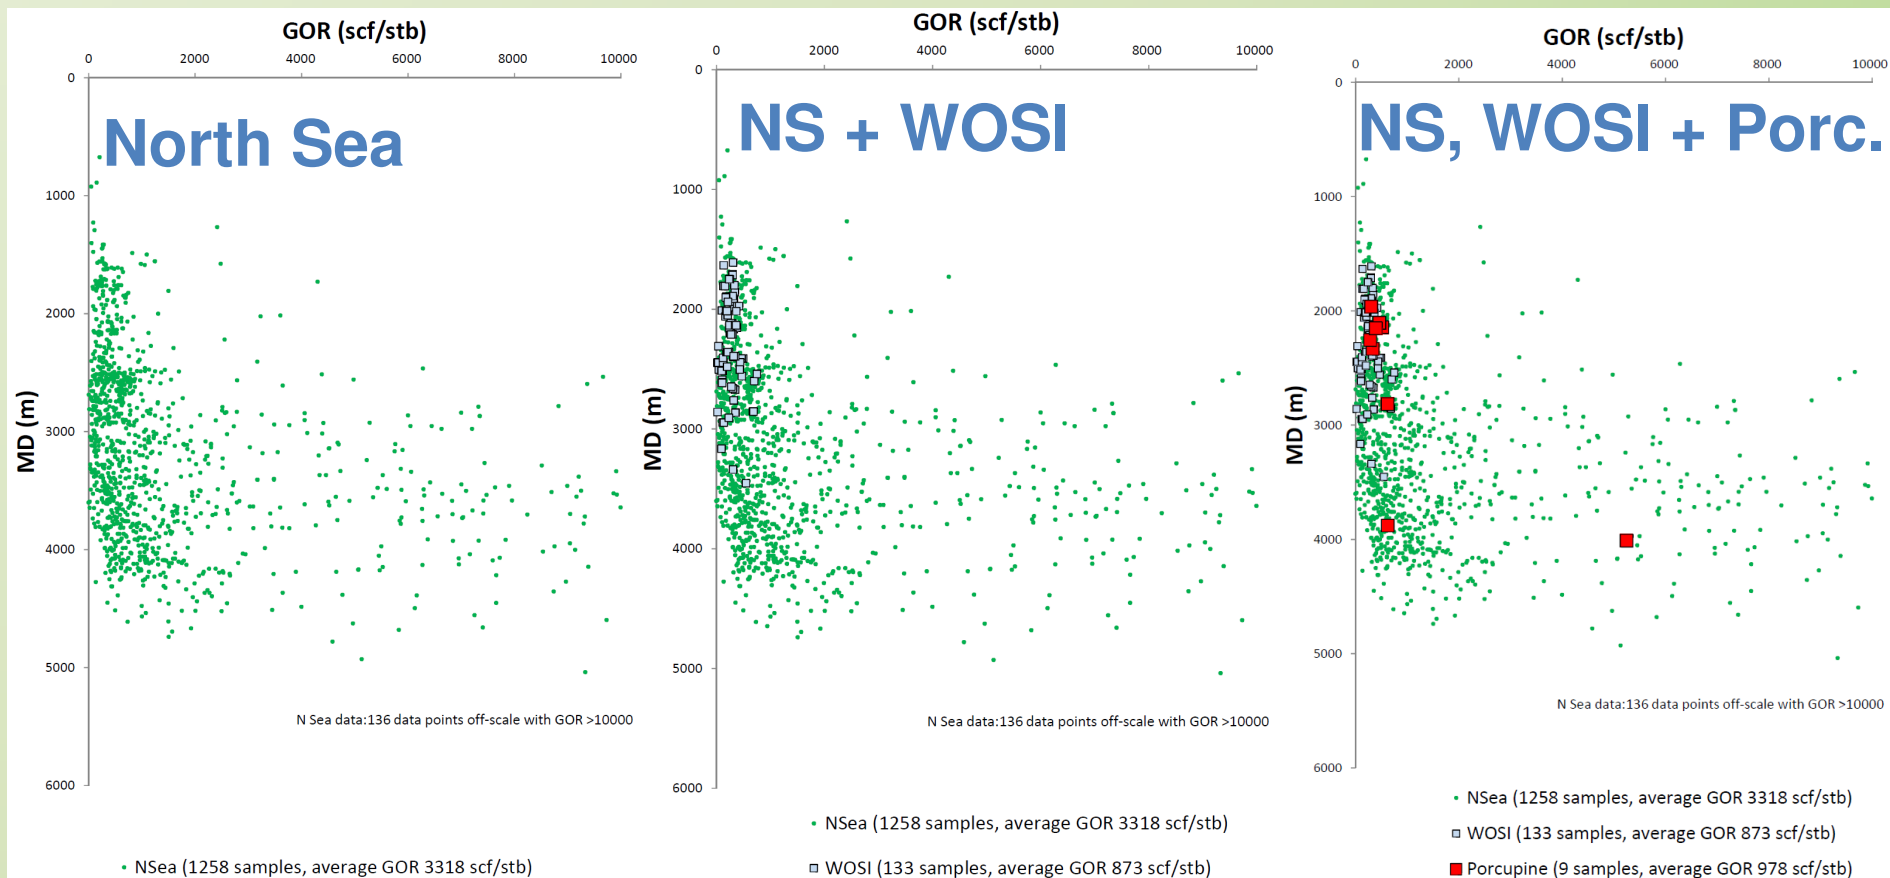 GOR (scf/stb)
0 2000 4000 6000 8000 10000
North Sea
0
1000
2000
3000
4000
5000
6000
MD (m)
N Sea data:136 data points off-scale with GOR >10000
NSea (1258 samples, average GOR 3318 scf/stb)
GOR (scf/stb)
0 2000 4000 6000 8000 10000
NS + WOSI
0
1000
2000
3000
4000
5000
6000
MD (m)
N Sea data:136 data points off-scale with GOR >10000
NSea (1258 samples, average GOR 3318 scf/stb)
WOSI (133 samples, average GOR 873 scf/stb)
GOR (scf/stb)
0 2000 4000 6000 8000 10000
NS, WOSI + Porc.
0
1000
2000
3000
4000
5000
6000
MD (m)
N Sea data:136 data points off-scale with GOR >10000
NSea (1258 samples, average GOR 3318 scf/stb)
WOSI (133 samples, average GOR 873 scf/stb)
Porcupine (9 samples, average GOR 978 scf/stb)